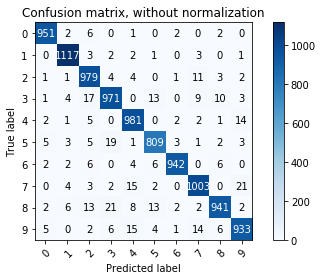 Confusion matrix, without normalization
0 951 2 6 0 1 0 2 0 2 0
1 0 1117 3 2 2 1 0 3 0 1
2 1 1 979 4 4 0 1 11 3 2
3 1 4 17 971 0 13 0 9 10 3
4 2 1 5 0 981 0 2 2 1 14
5 5 3 5 19 1 809 3 1 2 3
6 2 2 6 0 4 6 942 0 6 0
7 0 4 3 2 15 2 0 1003 0 21
8 2 6 13 21 8 13 2 2 941 2
9 5 0 2 6 15 4 1 14 6 933
0 1 2 3 4 5 6 7 8 9
True label
Predicted label
1000
800
600
400
200
0